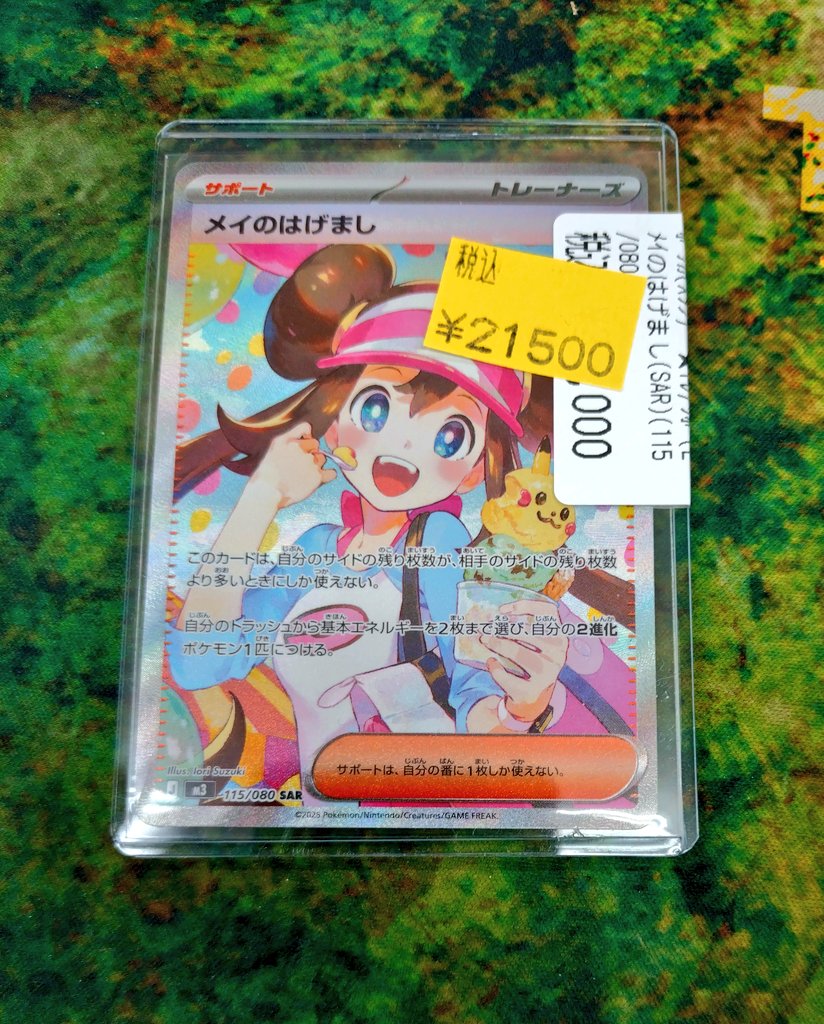 サポート
トレーナーズ
メイのはげまし
税込
¥21500
メイのはげまし(SAR)(115
/080
000
このカードは、自分のサイドの残り枚数が、相手のサイドの残り枚数
より多いときにしか使えない。
自分のトラッシュから基本エネルギーを2枚まで選び、自分の2進化
ポケモン1匹につける。
サポートは、自分の番に1枚しか使えない。
Illus. Iori Suzuki
J M3 115/080 SAR
©2026 Pokémon/Nintendo/Creatures/GAME FREAK.